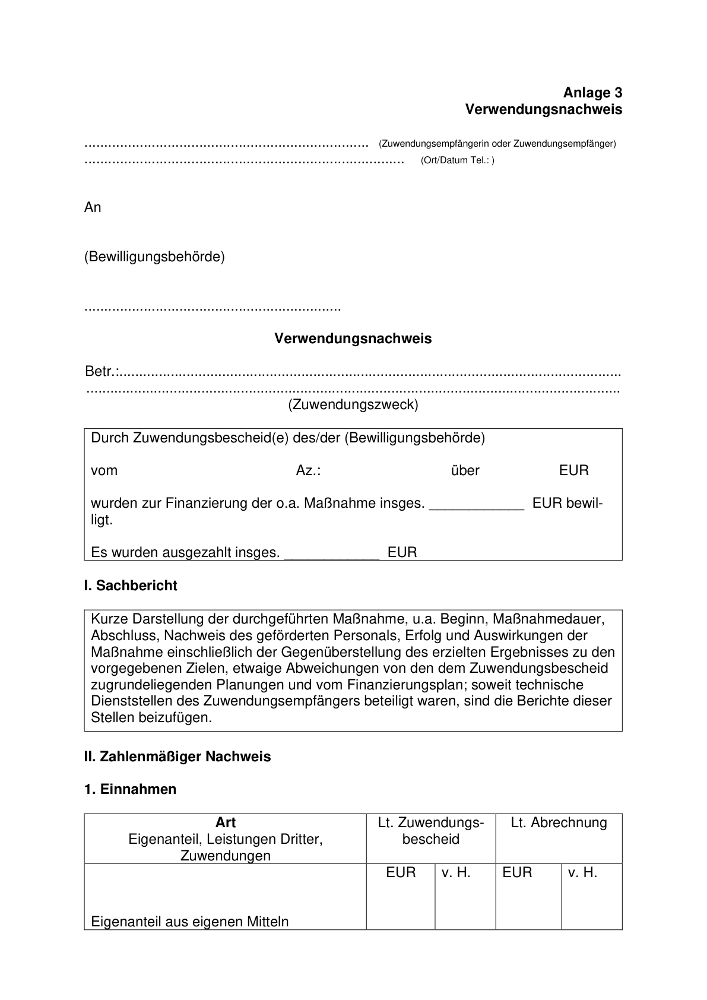 Anlage 3
Verwendungsnachweis
........................................................................ (Zuwendungsempfängerin oder Zuwendungsempfänger)
................................................................................. (Ort/Datum Tel.: )
An
(Bewilligungsbehörde)
.................................................................
Verwendungsnachweis
Betr.:...............................................................................................................................
.......................................................................................................................................
(Zuwendungszweck)
Durch Zuwendungsbescheid(e) des/der (Bewilligungsbehörde)
vom Az.: über EUR
wurden zur Finanzierung der o.a. Maßnahme insges. ____________ EUR bewil-
ligt.
Es wurden ausgezahlt insges. ____________ EUR
I. Sachbericht
Kurze Darstellung der durchgeführten Maßnahme, u.a. Beginn, Maßnahmedauer,
Abschluss, Nachweis des geförderten Personals, Erfolg und Auswirkungen der
Maßnahme einschließlich der Gegenüberstellung des erzielten Ergebnisses zu den
vorgegebenen Zielen, etwaige Abweichungen von den dem Zuwendungsbescheid
zugrundeliegenden Planungen und vom Finanzierungsplan; soweit technische
Dienststellen des Zuwendungsempfängers beteiligt waren, sind die Berichte dieser
Stellen beizufügen.
II. Zahlenmäßiger Nachweis
1. Einnahmen
Art
Eigenanteil, Leistungen Dritter,
Zuwendungen
Lt. Zuwendungs-
bescheid
Lt. Abrechnung
EUR v. H. EUR v. H.
Eigenanteil aus eigenen Mitteln